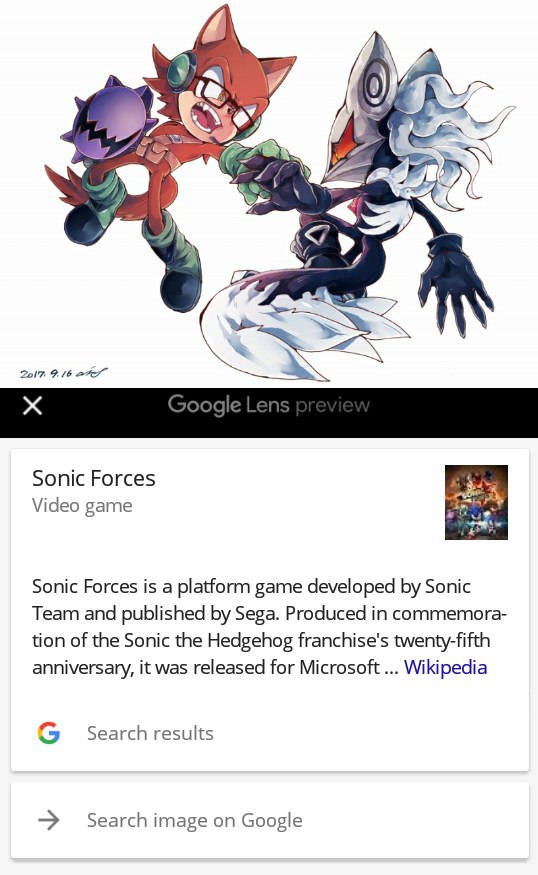 2017. 9. 16
Google Lens preview
Sonic Forces
Video game
Sonic Forces is a platform game developed by Sonic
Team and published by Sega. Produced in commemora-
tion of the Sonic the Hedgehog franchise's twenty-fifth
anniversary, it was released for Microsoft ... Wikipedia
Search results
Search image on Google